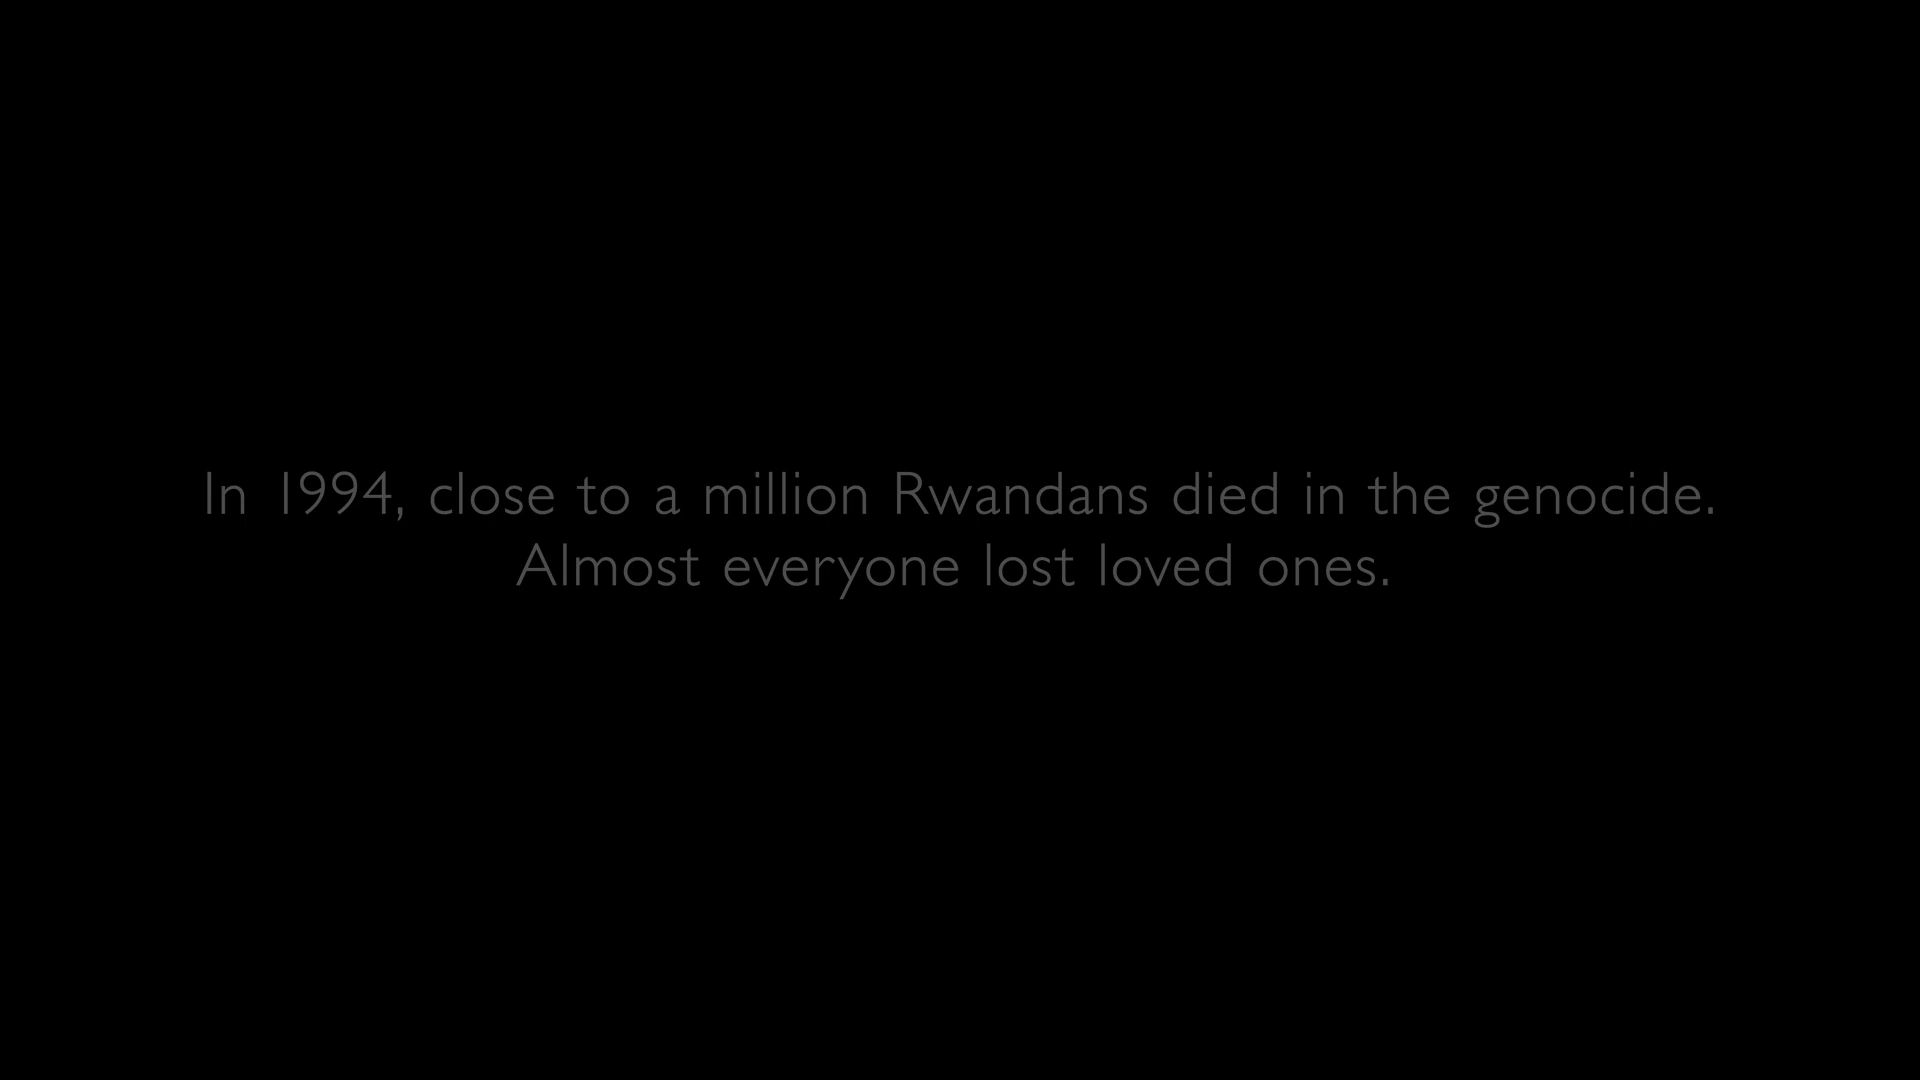 In 1994, close to a million Rwandans died in the genocide.
Almost everyone lost loved ones.